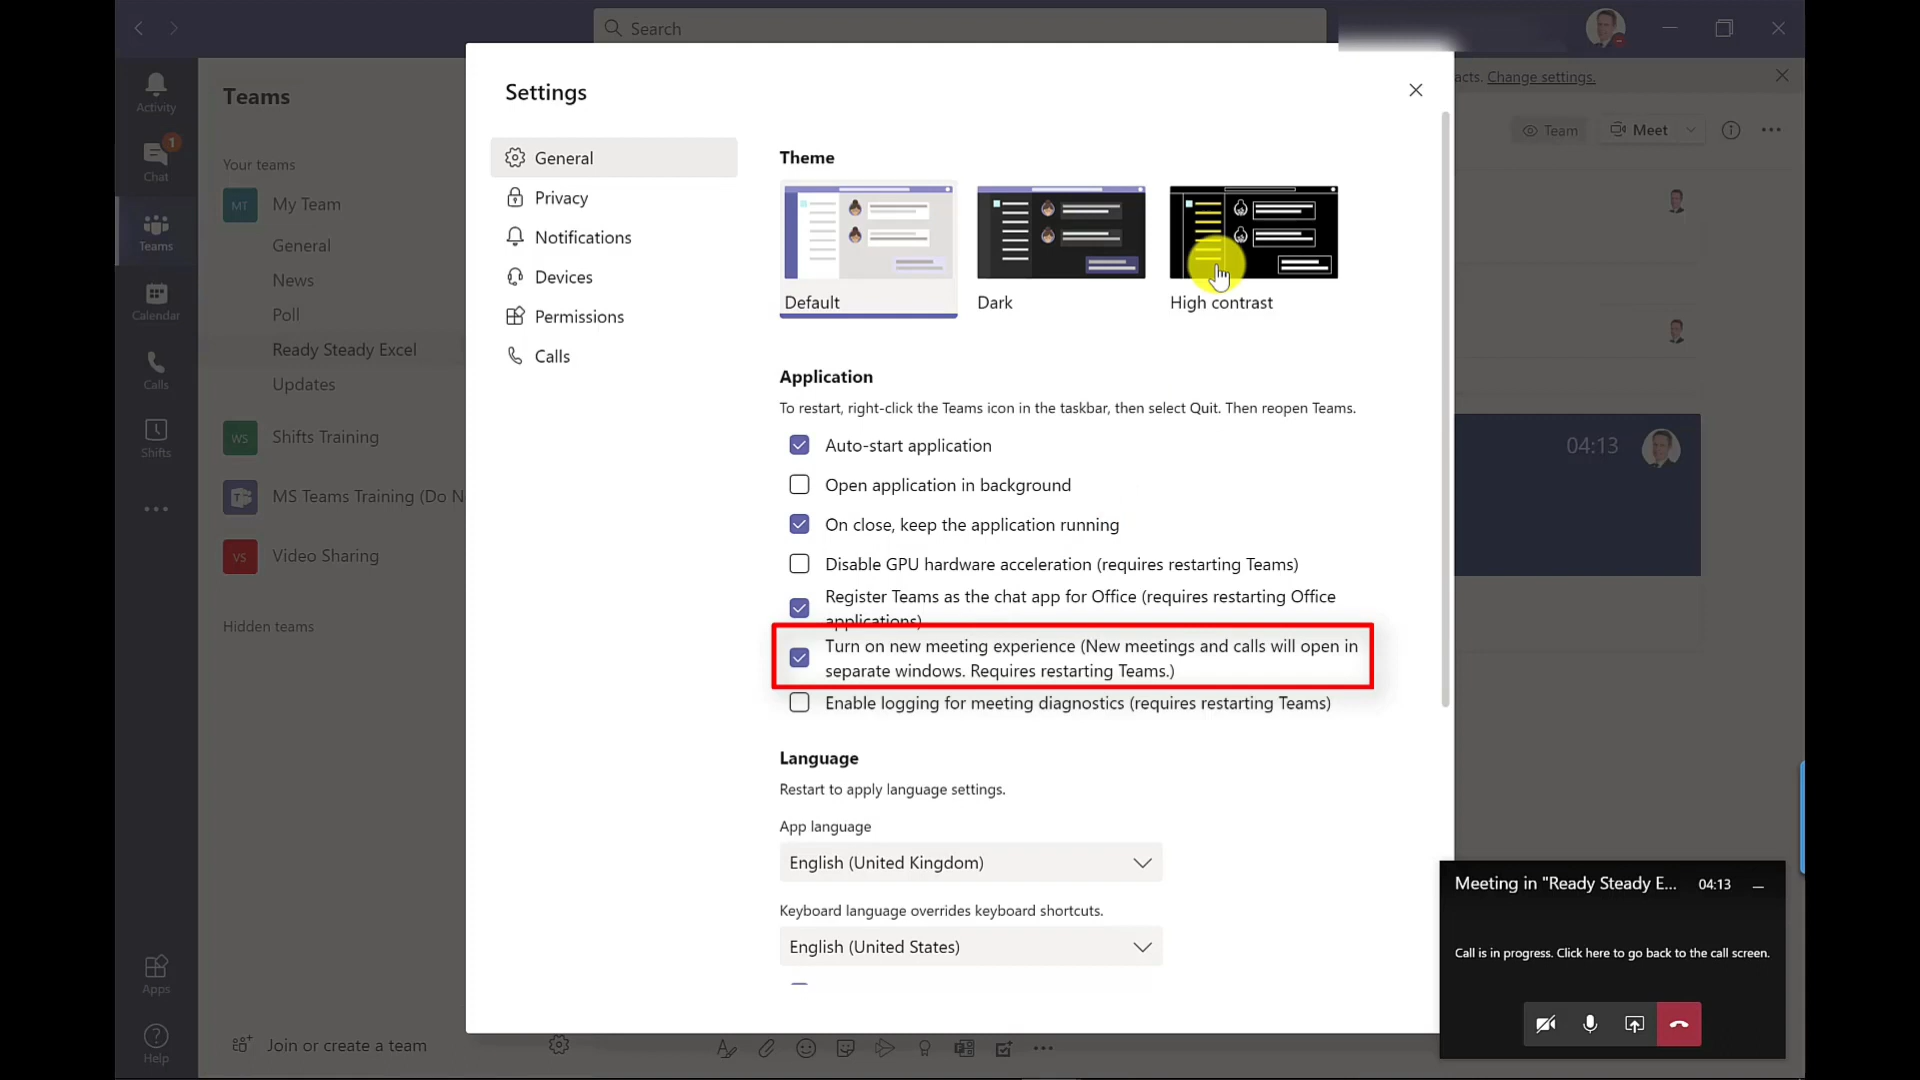 Search
acts. Change settings.
Activity
1
Chat
Teams
Calendar
Calls
Shifts
Apps
Help
Teams
Your teams
MT My Team
General
News
Poll
Ready Steady Excel
Updates
WS Shifts Training
MS Teams Training (Do N
VS Video Sharing
Hidden teams
Join or create a team
Settings
General
Privacy
Notifications
Devices
Permissions
Calls
Theme
Default
Dark
High contrast
Application
To restart, right-click the Teams icon in the taskbar, then select Quit. Then reopen Teams.
Auto-start application
Open application in background
On close, keep the application running
Disable GPU hardware acceleration (requires restarting Teams)
Register Teams as the chat app for Office (requires restarting Office
applications)
Turn on new meeting experience (New meetings and calls will open in
separate windows. Requires restarting Teams.)
Enable logging for meeting diagnostics (requires restarting Teams)
Language
Restart to apply language settings.
App language
English (United Kingdom)
Keyboard language overrides keyboard shortcuts.
English (United States)
Team
Meet
04:13
Meeting in "Ready Steady E... 04:13
Call is in progress. Click here to go back to the call screen.